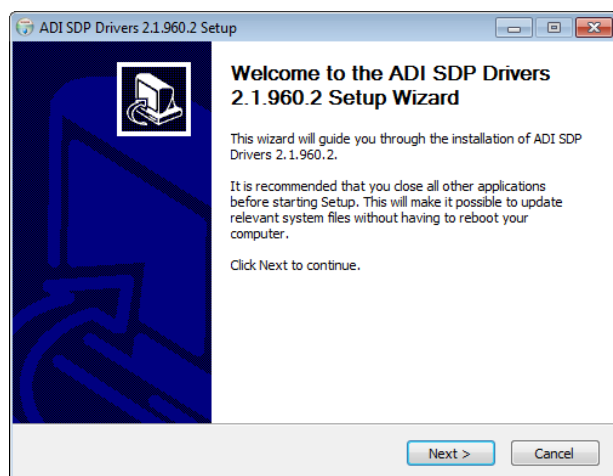 ADI SDP Drivers 2.1.960.2 Setup
Welcome to the ADI SDP Drivers
2.1.960.2 Setup Wizard
This wizard will guide you through the installation of ADI SDP
Drivers 2.1.960.2.
It is recommended that you close all other applications
before starting Setup. This will make it possible to update
relevant system files without having to reboot your
computer.
Click Next to continue.
Next >
Cancel